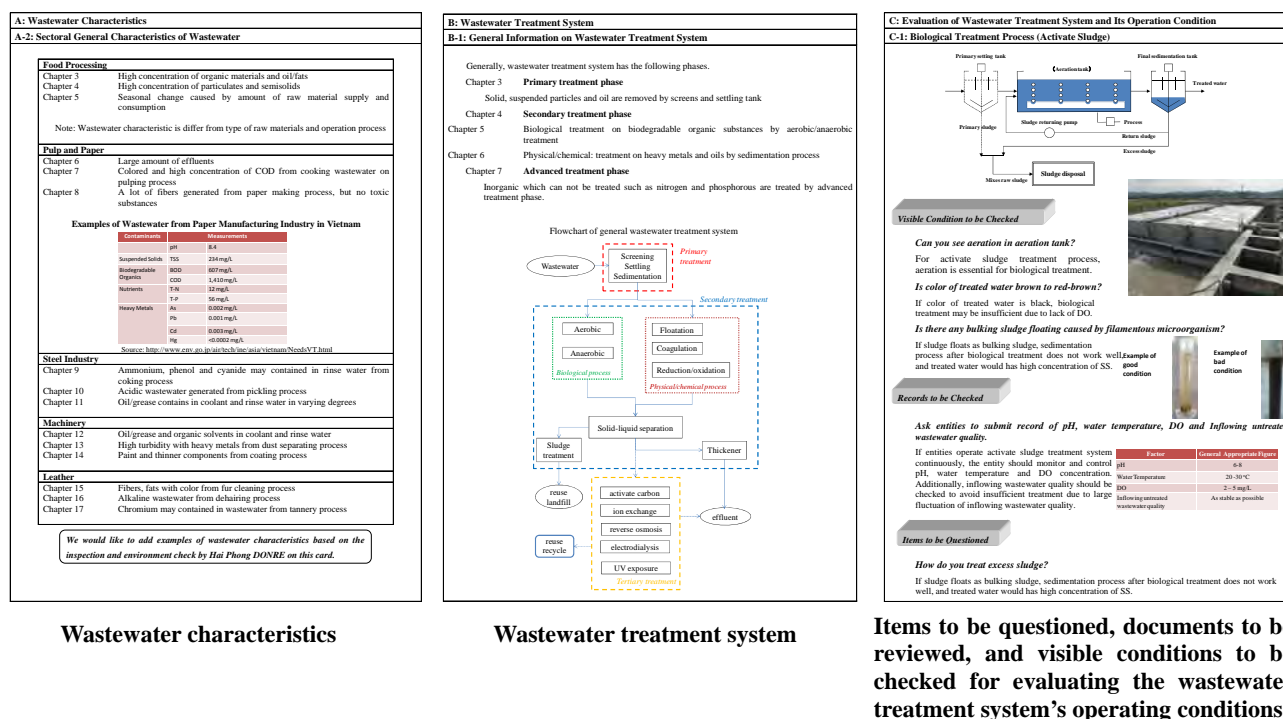 A: Wastewater Characteristics
A-2: Sectoral General Characteristics of Wastewater
Food Processing
Chapter 3 High concentration of organic materials and oil/fats
Chapter 4 High concentration of particulates and semisolids
Chapter 5 Seasonal change caused by amount of raw material supply and
consumption
Note: Wastewater characteristic is differ from type of raw materials and operation process
Pulp and Paper
Chapter 6 Large amount of effluents
Chapter 7 Colored and high concentration of COD from cooking wastewater on
pulping process
Chapter 8 A lot of fibers generated from paper making process, but no toxic
substances
Examples of Wastewater from Paper Manufacturing Industry in Vietnam
Contaminants Measurements
pH 8.4
Suspended Solids TSS 234 mg/L
Biodegradable
Organics
BOD 607 mg/L
COD 1,410 mg/L
Nutrients T-N 12 mg/L
T-P 56 mg/L
Heavy Metals As 0.002 mg/L
Pb 0.001 mg/L
Cd 0.003 mg/L
Hg <0.0002 mg/L
Source: http://www.env.go.jp/air/tech/ine/asia/vietnam/NeedsVT.html
Steel Industry
Chapter 9 Ammonium, phenol and cyanide may contained in rinse water from
coking process
Chapter 10 Acidic wastewater generated from pickling process
Chapter 11 Oil/grease contains in coolant and rinse water in varying degrees
Machinery
Chapter 12 Oil/grease and organic solvents in coolant and rinse water
Chapter 13 High turbidity with heavy metals from dust separating process
Chapter 14 Paint and thinner components from coating process
Leather
Chapter 15 Fibers, fats with color from fur cleaning process
Chapter 16 Alkaline wastewater from dehairing process
Chapter 17 Chromium may contained in wastewater from tannery process
We would like to add examples of wastewater characteristics based on the
inspection and environment check by Hai Phong DONRE on this card.
Wastewater characteristics
B: Wastewater Treatment System
B-1: General Information on Wastewater Treatment System
Generally, wastewater treatment system has the following phases.
Chapter 3 Primary treatment phase
Solid, suspended particles and oil are removed by screens and settling tank
Chapter 4 Secondary treatment phase
Chapter 5 Biological treatment on biodegradable organic substances by aerobic/anaerobic
treatment
Chapter 6 Physical/chemical: treatment on heavy metals and oils by sedimentation process
Chapter 7 Advanced treatment phase
Inorganic which can not be treated such as nitrogen and phosphorous are treated by advanced
treatment phase.
Flowchart of general wastewater treatment system
Wastewater
Screening
Settling
Sedimentation
Primary
treatment
Secondary treatment
Aerobic
Anaerobic
Biological process
Floatation
Coagulation
Reduction/oxidation
Physical/chemical process
Solid-liquid separation
Sludge
treatment
Thickener
reuse
landfill
activate carbon
ion exchange
reverse osmosis
electrodialysis
UV exposure
Tertiary treatment
effluent
reuse
recycle
Wastewater treatment system
C: Evaluation of Wastewater Treatment System and Its Operation Condition
C-1: Biological Treatment Process (Activate Sludge)
Primary setting tank
(Aeration tank)
Final sedimentation tank
Treated water
Sludge returning pump
Process
Primary sludge
Return sludge
Excess sludge
Mixes raw sludge
Sludge disposal
Visible Condition to be Checked
Can you see aeration in aeration tank?
For activate sludge treatment process,
aeration is essential for biological treatment.
Is color of treated water brown to red-brown?
If color of treated water is black, biological
treatment may be insufficient due to lack of DO.
Is there any bulking sludge floating caused by filamentous microorganism?
If sludge floats as bulking sludge, sedimentation
process after biological treatment does not work well,
and treated water would has high concentration of SS.
Example of
good
condition
Example of
bad
condition
Records to be Checked
Ask entities to submit record of pH, water temperature, DO and Inflowing untreate
wastewater quality.
If entities operate activate sludge treatment system
continuously, the entity should monitor and control
pH, water temperature and DO concentration.
Additionally, inflowing wastewater quality should be
checked to avoid insufficient treatment due to large
fluctuation of inflowing wastewater quality.
Factor General Appropriate Figure
pH 6-8
Water Temperature 20-30 °C
DO 2 – 5 mg/L
Inflowing untreated
wastewater quality
As stable as possible
Items to be Questioned
How do you treat excess sludge?
If sludge floats as bulking sludge, sedimentation process after biological treatment does not work
well, and treated water would has high concentration of SS.
Items to be questioned, documents to b
reviewed, and visible conditions to b
checked for evaluating the wastewate
treatment system's operating conditions